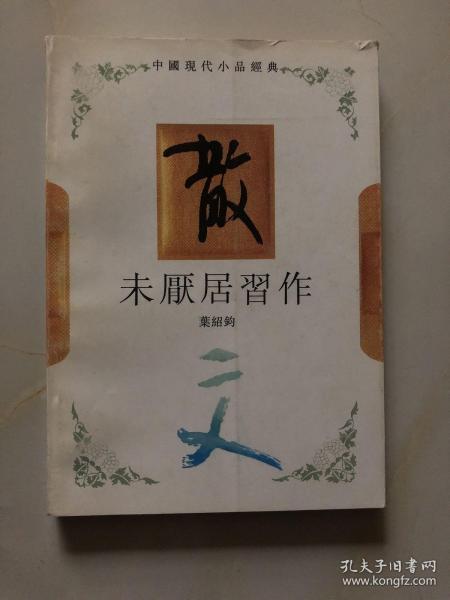 中國現代小品經典
散
未厭居習作
葉紹鈞
文
孔夫子旧书网
www.kongfz.com